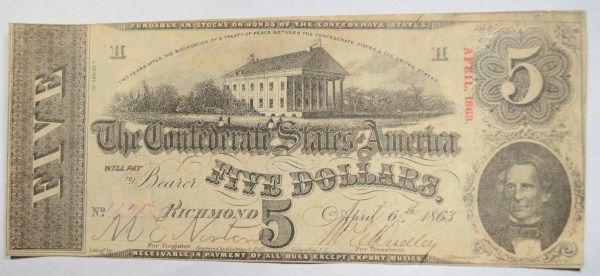 FUNDABLE IN STOCKS OR BONDS OF THE CONFEDERATE STATES
TWO YEARS AFTER THE RATIFICATION OF A TREATY OF PEACE BETWEEN THE CONFEDERATE STATES & THE UNITED STATES
H H
FIVE
5
APRIL, 1863.
The Confederate States of America
WILL PAY
TO Bearer
FIVE DOLLARS.
No.
RICHMOND 5 April 6th 1863
For Register
For Treasurer
RECEIVABLE IN PAYMENT OF ALL DUES EXCEPT EXPORT DUTIES